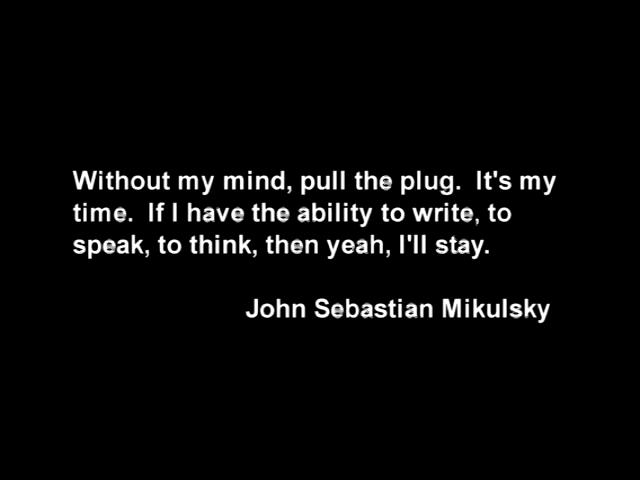 Without my mind, pull the plug.  It's my
time.  If I have the ability to write, to
speak, to think, then yeah, I'll stay.
John Sebastian Mikulsky